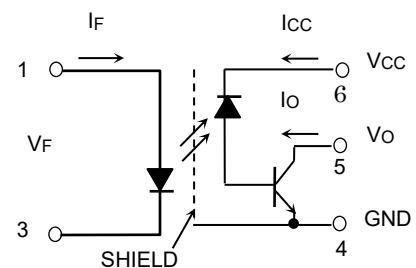 IF ICC
1 VCC
6
IO
VF VO
5
3 GND
4
SHIELD